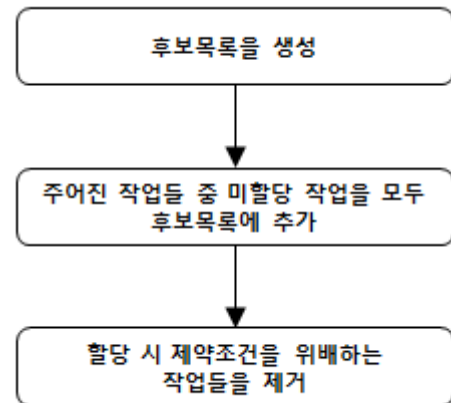 후보목록을 생성
주어진 작업들 중 미할당 작업을 모두
후보목록에 추가
할당 시 제약조건을 위배하는
작업들을 제거